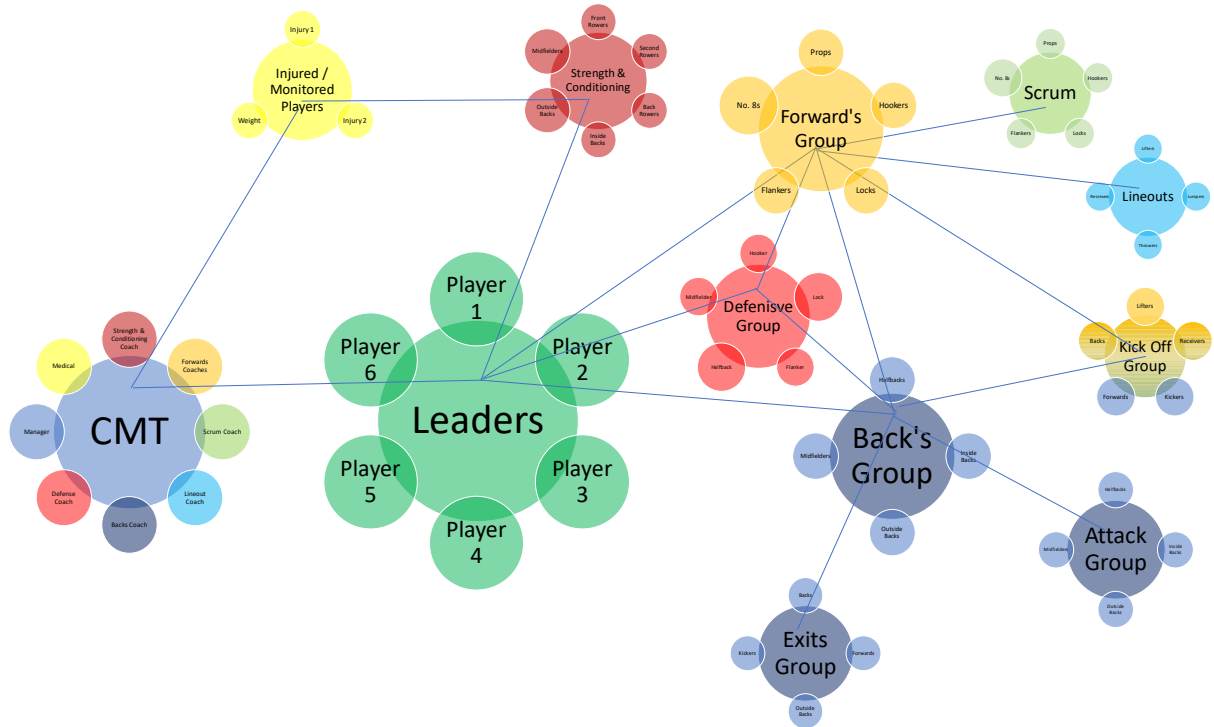 Injury 1
Injured /
Monitored
Players
Weight
Injury 2
Front
Rowers
Midfielders
Second
Rowers
Strength &
Conditioning
Outside
Backs
Back
Rowers
Inside
Backs
Props
No. 8s
Hookers
Forward's
Group
Flankers
Locks
Props
No. 8s
Hookers
Scrum
Flankers
Locks
Lifters
Receivers
Jumpers
Lineouts
Throwers
Hooker
Midfielder
Lock
Defenisve
Group
Halfback
Flanker
Lifters
Backs
Receivers
Kick Off
Group
Forwards
Kickers
Strength &
Conditioning
Coach
Medical
Forwards
Coaches
Manager
CMT
Scrum Coach
Defense
Coach
Lineout
Coach
Backs Coach
Player
1
Player
6
Player
2
Leaders
Player
5
Player
3
Player
4
Halfbacks
Midfielders
Back's
Group
Inside
Backs
Outside
Backs
Halfbacks
Midfielders
Attack
Group
Inside
Backs
Outside
Backs
Backs
Kickers
Exits
Group
Forwards
Outside
Backs